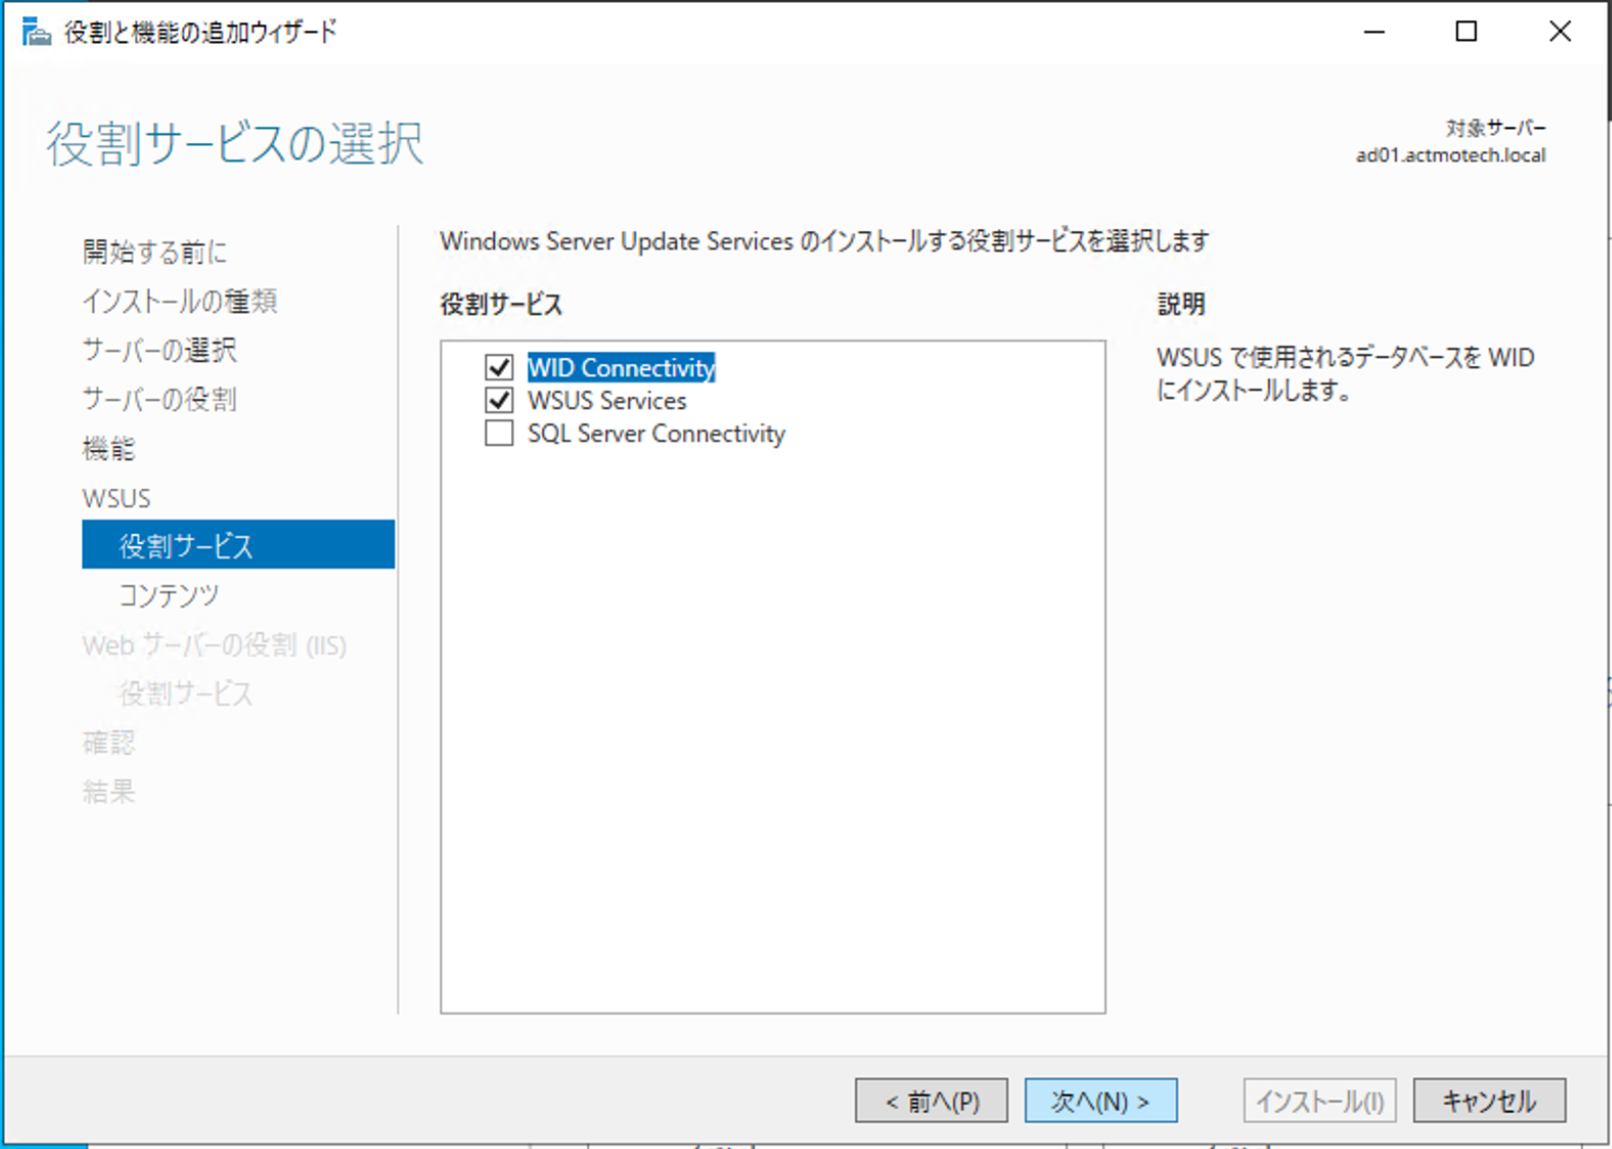 役割と機能の追加ウィザード
役割サービスの選択
対象サーバー
ad01.actmotech.local
開始する前に
インストールの種類
サーバーの選択
サーバーの役割
機能
WSUS
役割サービス
コンテンツ
Web サーバーの役割 (IIS)
役割サービス
確認
結果
Windows Server Update Services のインストールする役割サービスを選択します
役割サービス
WID Connectivity
WSUS Services
SQL Server Connectivity
説明
WSUS で使用されるデータベースを WID
にインストールします。
< 前へ(P)
次へ(N) >
インストール(I)
キャンセル